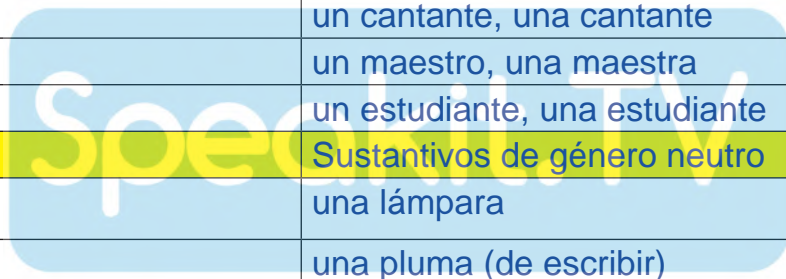 un cantante, una cantante
un maestro, una maestra
un estudiante, una estudiante
Sustantivos de género neutro
una lámpara
una pluma (de escribir)
Speakit.TV